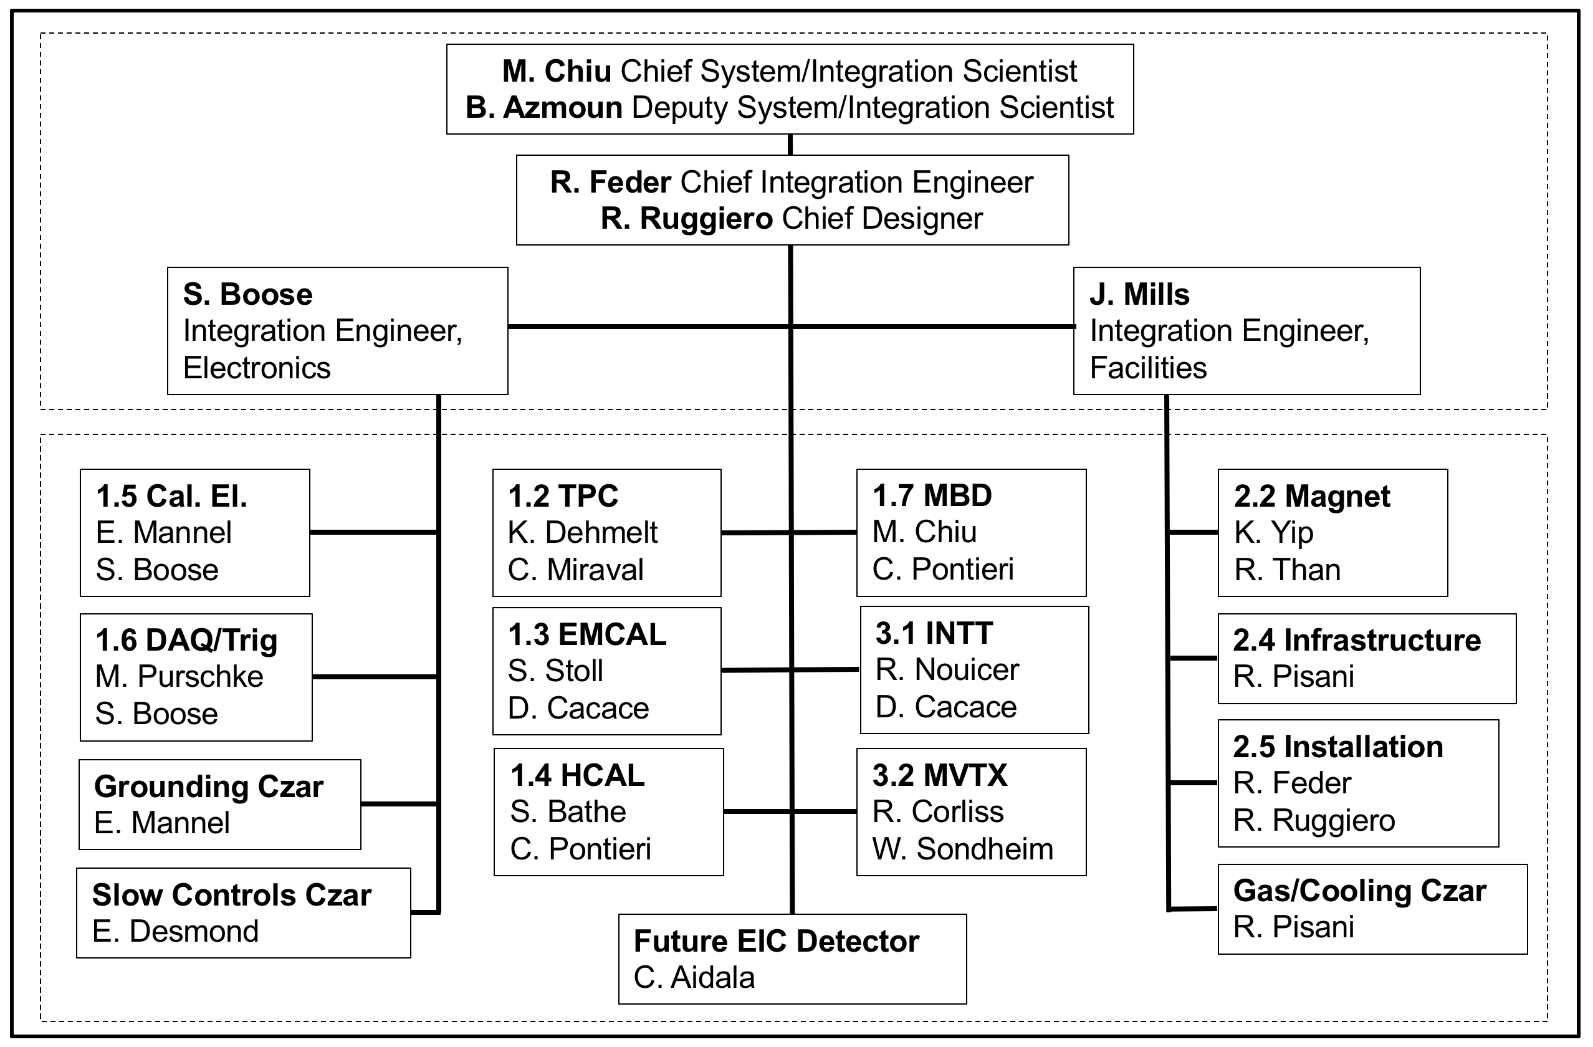 M. Chiu Chief System/Integration Scientist
B. Azmoun Deputy System/Integration Scientist
R. Feder Chief Integration Engineer
R. Ruggiero Chief Designer
S. Boose
Integration Engineer,
Electronics
J. Mills
Integration Engineer,
Facilities
1.5 Cal. El.
E. Mannel
S. Boose
1.6 DAQ/Trig
M. Purschke
S. Boose
Grounding Czar
E. Mannel
Slow Controls Czar
E. Desmond
1.2 TPC
K. Dehmelt
C. Miraval
1.3 EMCAL
S. Stoll
D. Cacace
1.4 HCAL
S. Bathe
C. Pontieri
1.7 MBD
M. Chiu
C. Pontieri
3.1 INTT
R. Nouicer
D. Cacace
3.2 MVTX
R. Corliss
W. Sondheim
Future EIC Detector
C. Aidala
2.2 Magnet
K. Yip
R. Than
2.4 Infrastructure
R. Pisani
2.5 Installation
R. Feder
R. Ruggiero
Gas/Cooling Czar
R. Pisani